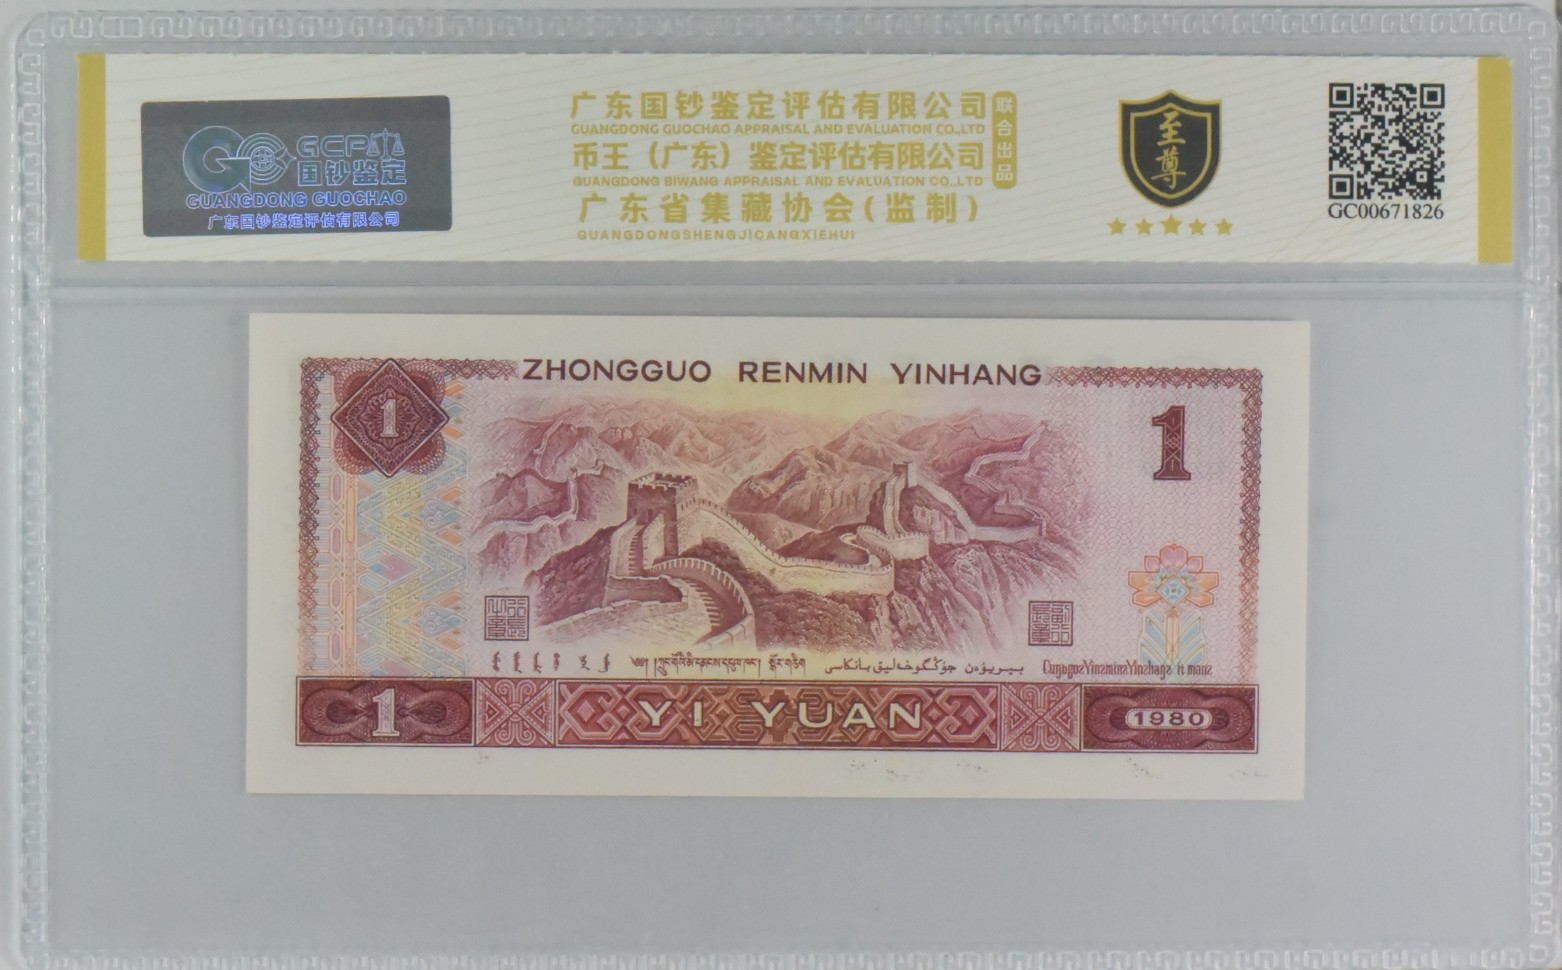 GCP
国钞鉴定
GUANGDONG GUOCHAO
广东国钞鉴定评估有限公司
广东国钞鉴定评估有限公司
GUANGDONG GUOCHAO APPRAISAL AND EVALUATION CO.,LTD
币王（广东）鉴定评估有限公司
GUANGDONG BIWANG APPRAISAL AND EVALUATION CO.,LTD
联合出品
广东省集藏协会(监制)
GUANGDONGSHENGJICANGXIEHUI
至尊
GC00671826
ZHONGGUO RENMIN YINHANG
1
1
1
YI YUAN
1980